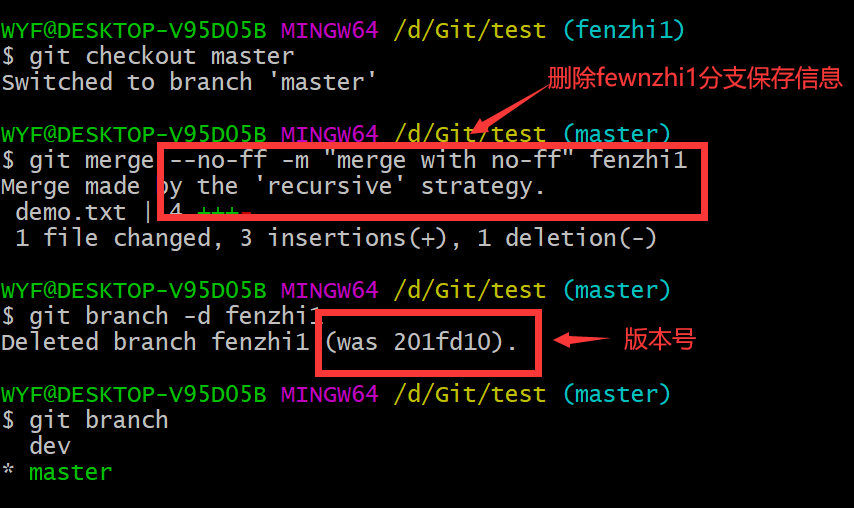 WYF@DESKTOP-V95D05B MINGW64 /d/Git/test (fenzhi1)
$ git checkout master
Switched to branch 'master'
删除fewnzhi1分支保存信息
WYF@DESKTOP-V95D05B MINGW64 /d/Git/test (master)
$ git merge --no-ff -m "merge with no-ff" fenzhi1
Merge made by the 'recursive' strategy.
demo.txt | 4 +++-
1 file changed, 3 insertions(+), 1 deletion(-)
WYF@DESKTOP-V95D05B MINGW64 /d/Git/test (master)
$ git branch -d fenzhi1
Deleted branch fenzhi1 (was 201fd10).
版本号
WYF@DESKTOP-V95D05B MINGW64 /d/Git/test (master)
$ git branch
dev
* master